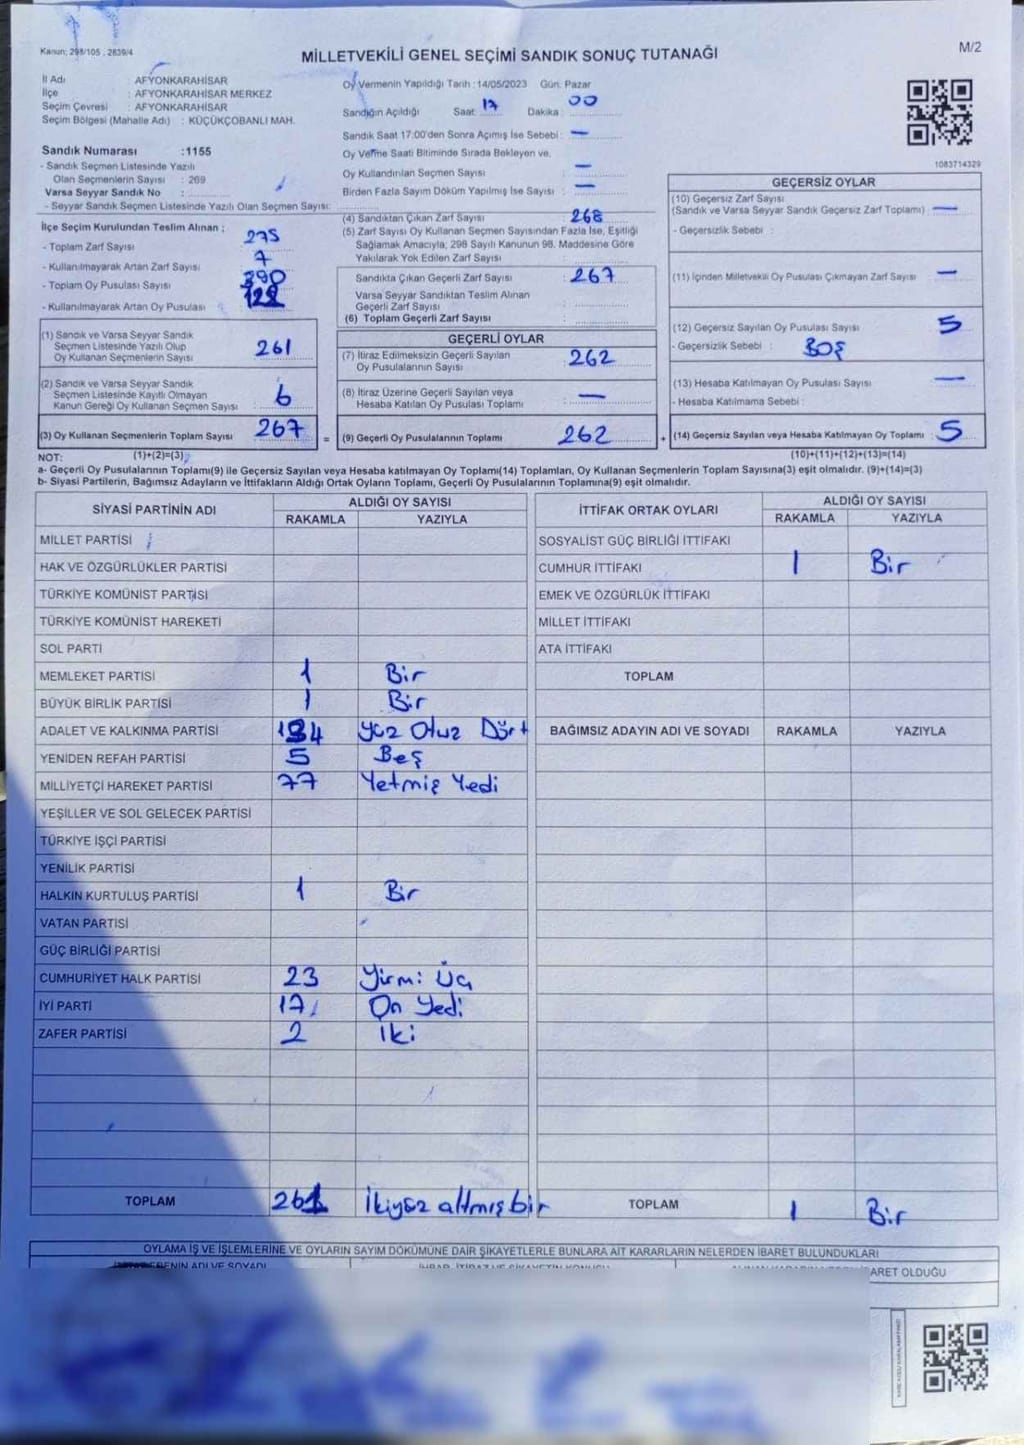 Kanun; 298/105 , 2839/4
MİLLETVEKİLİ GENEL SEÇİMİ SANDIK SONUÇ TUTANAĞI
M/2
İl Adı : AFYONKARAHİSAR
İlçe : AFYONKARAHİSAR MERKEZ
Seçim Çevresi : AFYONKARAHİSAR
Seçim Bölgesi (Mahalle Adı) : KÜÇÜKÇOBANLI MAH.
Sandık Numarası :1155
- Sandık Seçmen Listesinde Yazılı
Olan Seçmenlerin Sayısı : 269
Varsa Seyyar Sandık No :
- Seyyar Sandık Seçmen Listesinde Yazılı Olan Seçmen Sayısı:
İlçe Seçim Kurulundan Teslim Alınan ;
- Toplam Zarf Sayısı 275
- Kullanılmayarak Artan Zarf Sayısı 7
- Toplam Oy Pusulası Sayısı 390
- Kullanılmayarak Artan Oy Pusulası 122
(1) Sandık ve Varsa Seyyar Sandık
Seçmen Listesinde Yazılı Olup
Oy Kullanan Seçmenlerin Sayısı 261
(2) Sandık ve Varsa Seyyar Sandık
Seçmen Listesinde Kayıtlı Olmayan
Kanun Gereği Oy Kullanan Seçmen Sayısı 6
(3) Oy Kullanan Seçmenlerin Toplam Sayısı 267 =
Oy Vermenin Yapıldığı Tarih : 14/05/2023 Gün: Pazar
Sandığın Açıldığı Saat: 17 Dakika : 00
Sandık Saat 17:00'den Sonra Açımış İse Sebebi : —
Oy Verme Saati Bitiminde Sırada Bekleyen ve.
Oy Kullandırılan Seçmen Sayısı : —
Birden Fazla Sayım Döküm Yapılmış İse Sayısı : —
(4) Sandıktan Çıkan Zarf Sayısı : 268
(5) Zarf Sayısı Oy Kullanan Seçmen Sayısından Fazla İse, Eşitliği
Sağlamak Amacıyla, 298 Sayılı Kanunun 98. Maddesine Göre
Yakılarak Yok Edilen Zarf Sayısı :
Sandıkta Çıkan Geçerli Zarf Sayısı : 267
Varsa Seyyar Sandıktan Teslim Alınan
Geçerli Zarf Sayısı :
(6) Toplam Geçerli Zarf Sayısı :
GEÇERLİ OYLAR
(7) İtiraz Edilmeksizin Geçerli Sayılan
Oy Pusulalarının Sayısı : 262
(8) İtiraz Üzerine Geçerli Sayılan veya
Hesaba Katılan Oy Pusulası Toplamı : —
(9) Geçerli Oy Pusulalarının Toplamı : 262 +
1083714329
GEÇERSİZ OYLAR
(10) Geçersiz Zarf Sayısı
(Sandık ve Varsa Seyyar Sandık Geçersiz Zarf Toplamı) : —
- Geçersizlik Sebebi :
(11) İçinden Milletvekili Oy Pusulası Çıkmayan Zarf Sayısı : —
(12) Geçersiz Sayılan Oy Pusulası Sayısı : 5
- Geçersizlik Sebebi : BOŞ
(13) Hesaba Katılmayan Oy Pusulası Sayısı : —
- Hesaba Katılmama Sebebi :
(14) Geçersiz Sayılan veya Hesaba Katılmayan Oy Toplamı : 5
NOT: (1)+(2)=(3) (10)+(11)+(12)+(13)=(14)
a- Geçerli Oy Pusulalarının Toplamı(9) ile Geçersiz Sayılan veya Hesaba katılmayan Oy Toplamı(14) Toplamları, Oy Kullanan Seçmenlerin Toplam Sayısına(3) eşit olmalıdır. (9)+(14)=(3)
b- Siyasi Partilerin, Bağımsız Adayların ve İttifakların Aldığı Ortak Oyların Toplamı, Geçerli Oy Pusulalarının Toplamına(9) eşit olmalıdır.
SİYASİ PARTİNİN ADI ALDIĞI OY SAYISI
RAKAMLA YAZIYLA
MİLLET PARTİSİ
HAK VE ÖZGÜRLÜKLER PARTİSİ
TÜRKİYE KOMÜNİST PARTİSİ
TÜRKİYE KOMÜNİST HAREKETİ
SOL PARTİ
MEMLEKET PARTİSİ 1 Bir
BÜYÜK BİRLİK PARTİSİ 1 Bir
ADALET VE KALKINMA PARTİSİ 134 Yüz Otuz Dört
YENİDEN REFAH PARTİSİ 5 Beş
MİLLİYETÇİ HAREKET PARTİSİ 77 Yetmiş Yedi
YEŞİLLER VE SOL GELECEK PARTİSİ
TÜRKİYE İŞÇİ PARTİSİ
YENİLİK PARTİSİ
HALKIN KURTULUŞ PARTİSİ 1 Bir
VATAN PARTİSİ
GÜÇ BİRLİĞİ PARTİSİ
CUMHURİYET HALK PARTİSİ 23 Yirmi Üç
İYİ PARTİ 17 On Yedi
ZAFER PARTİSİ 2 İki
TOPLAM 261 İkiyüz altmış bir
İTTİFAK ORTAK OYLARI ALDIĞI OY SAYISI
RAKAMLA YAZIYLA
SOSYALİST GÜÇ BİRLİĞİ İTTİFAKI
CUMHUR İTTİFAKI 1 Bir
EMEK VE ÖZGÜRLÜK İTTİFAKI
MİLLET İTTİFAKI
ATA İTTİFAKI
TOPLAM
BAĞIMSIZ ADAYIN ADI VE SOYADI RAKAMLA YAZIYLA
TOPLAM 1 Bir
OYLAMA İŞ VE İŞLEMLERİNE VE OYLARIN SAYIM DÖKÜMÜNE DAİR ŞİKAYETLERLE BUNLARA AİT KARARLARIN NELERDEN İBARET BULUNDUKLARI
ADI VE SOYADI
OLDUĞU